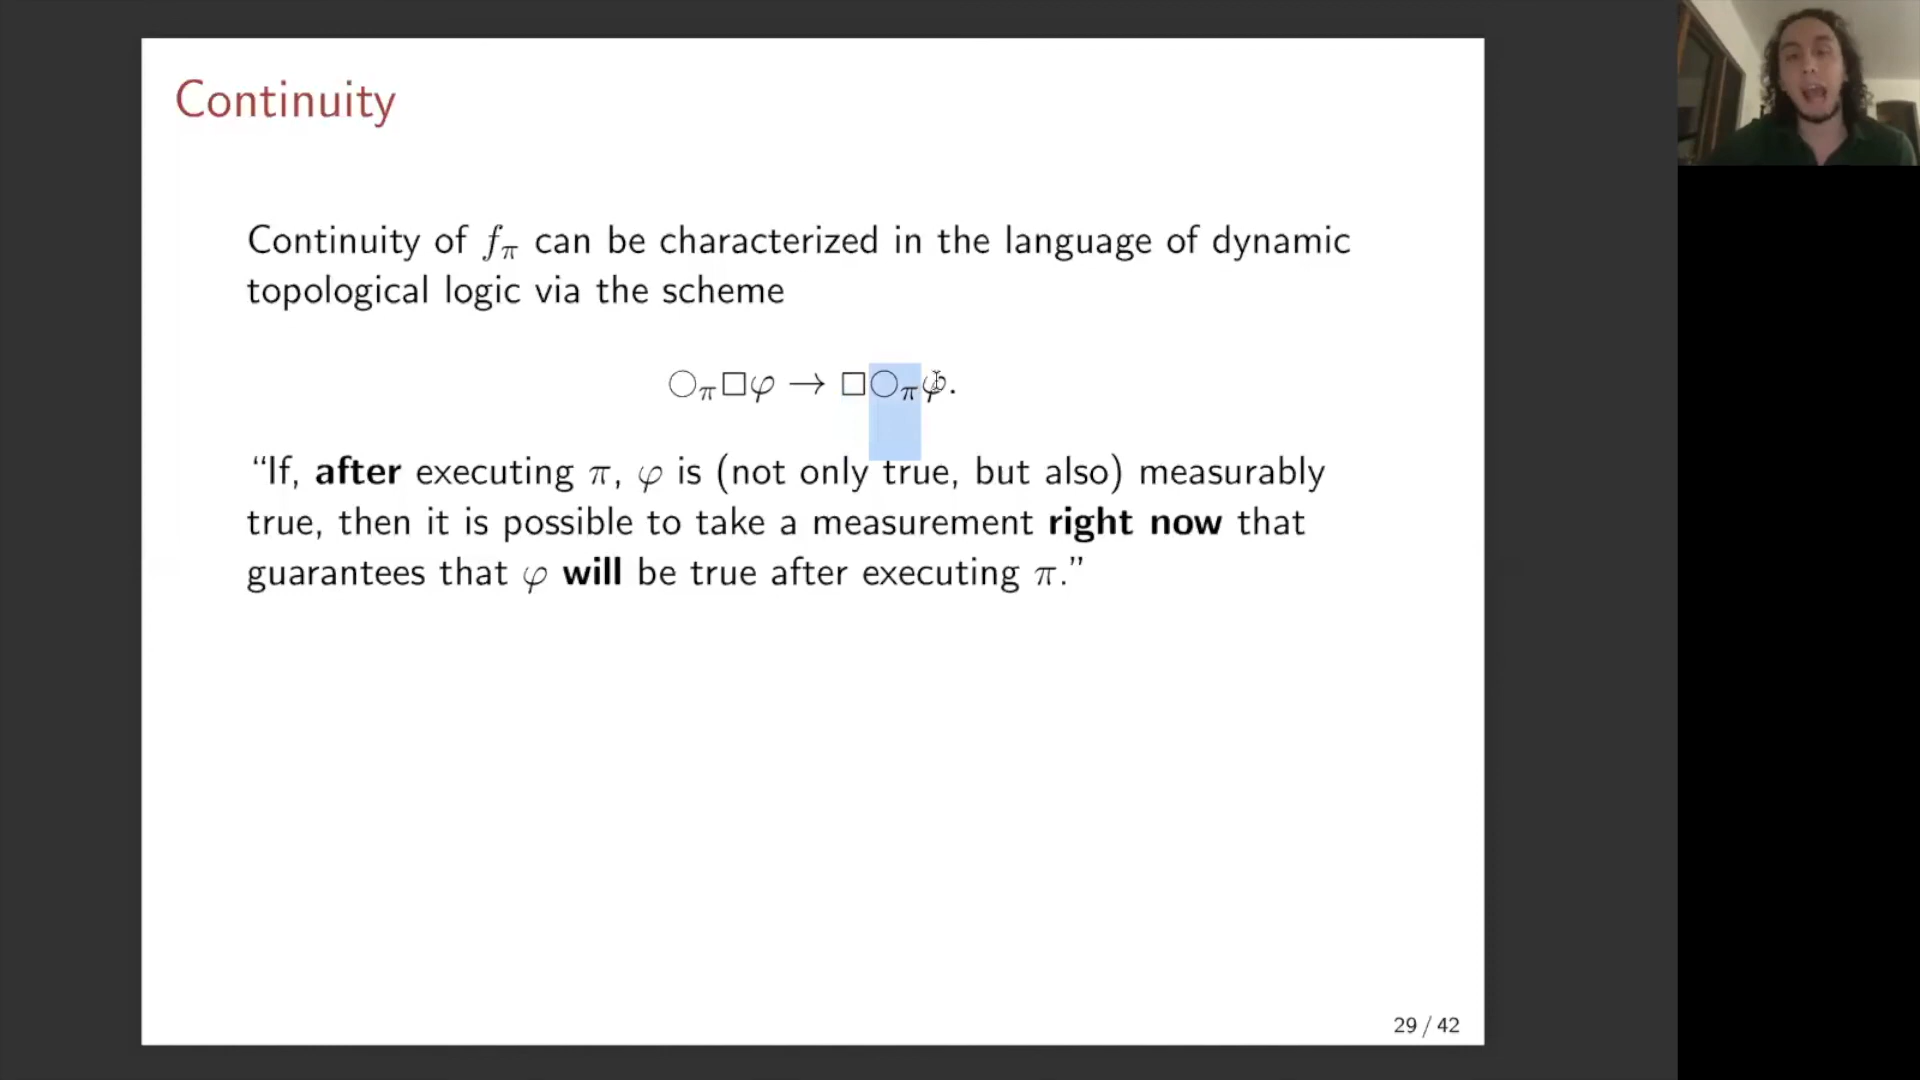 Continuity
Continuity of f_π can be characterized in the language of dynamic
topological logic via the scheme
○_π□φ → □○_πφ.
“If, after executing π, φ is (not only true, but also) measurably
true, then it is possible to take a measurement right now that
guarantees that φ will be true after executing π.”
29 / 42